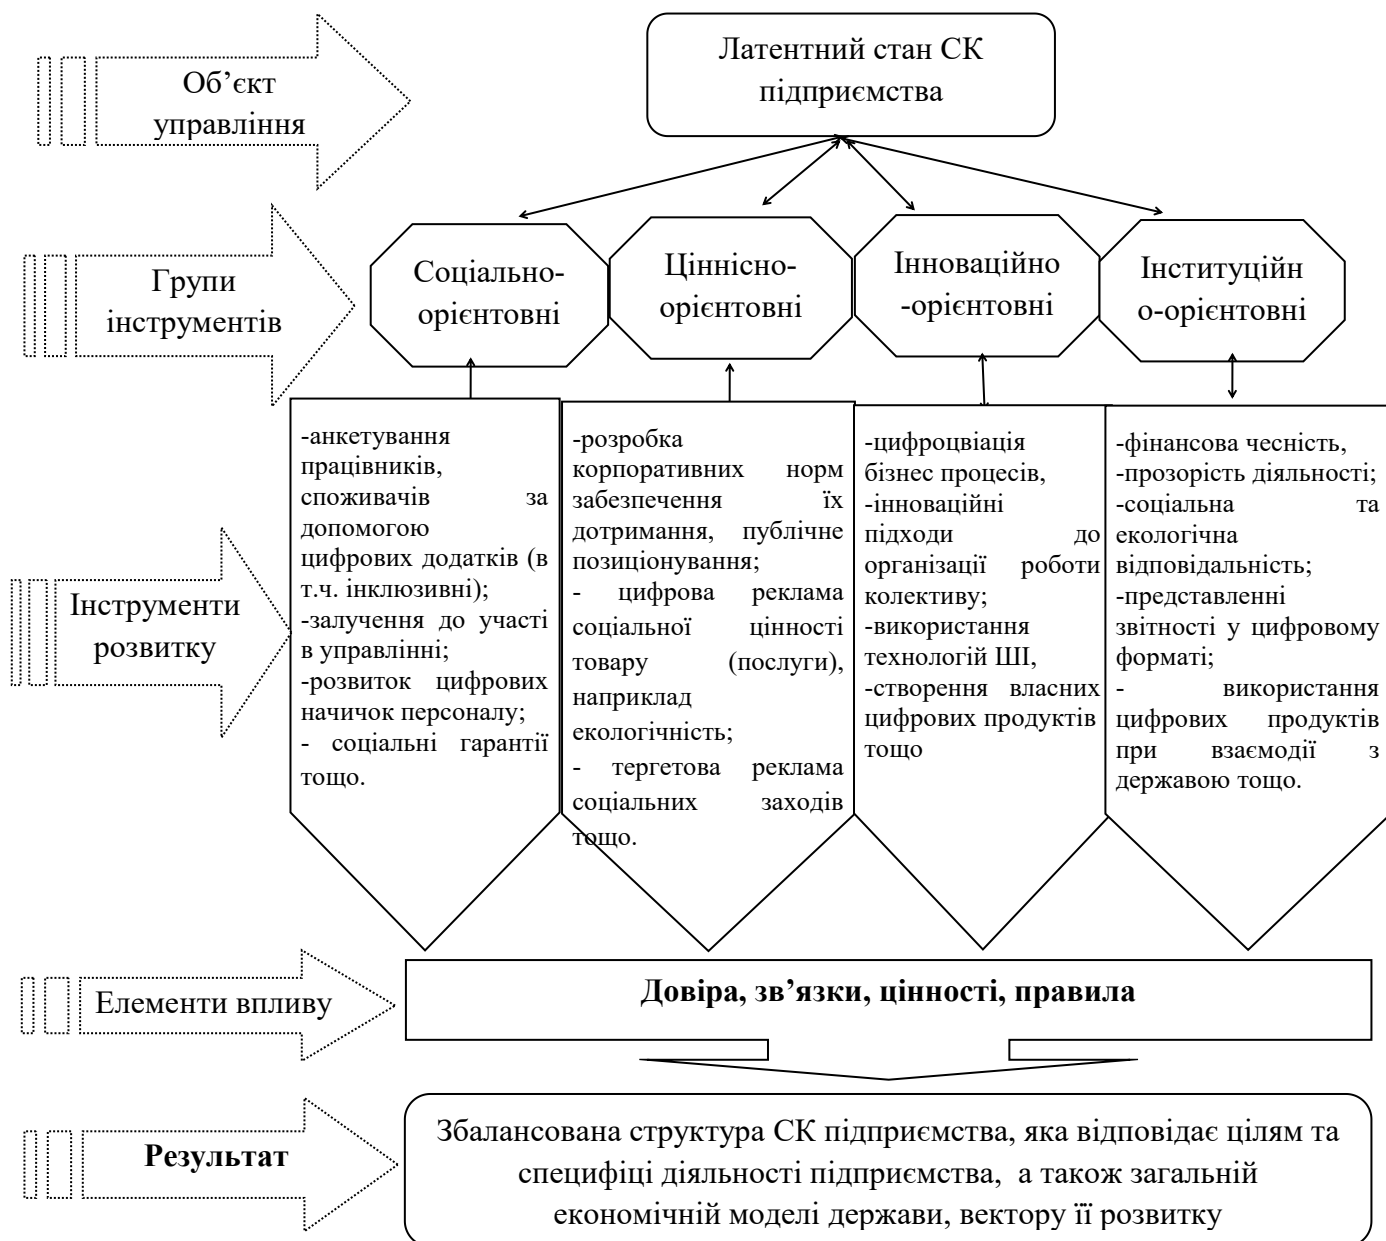 Об’єкт
управління
Латентний стан СК
підприємства
Групи
інструментів
Соціально-
орієнтовні
Ціннісно-
орієнтовні
Інноваційно
-орієнтовні
Інституційн
о-орієнтовні
Інструменти
розвитку
-анкетування
працівників,
споживачів за
допомогою
цифрових додатків (в
т.ч. інклюзивні);
-залучення до участі
в управлінні;
-розвиток цифрових
начичок персоналу;
- соціальні гарантії
тощо.
-розробка
корпоративних норм
забезпечення їх
дотримання, публічне
позиціонування;
- цифрова реклама
соціальної цінності
товару (послуги),
наприклад
екологічність;
- тергетова реклама
соціальних заходів
тощо.
-цифроцвіація
бізнес процесів,
-інноваційні
підходи до
організації роботи
колективу;
-використання
технологій ШІ,
-створення власних
цифрових продуктів
тощо
-фінансова чесність,
-прозорість діяльності;
-соціальна та
екологічна
відповідальність;
-представленні
звітності у цифровому
форматі;
- використання
цифрових продуктів
при взаємодії з
державою тощо.
Елементи впливу
Довіра, зв’язки, цінності, правила
Результат
Збалансована структура СК підприємства, яка відповідає цілям та
специфіці діяльності підприємства, а також загальній
економічній моделі держави, вектору її розвитку